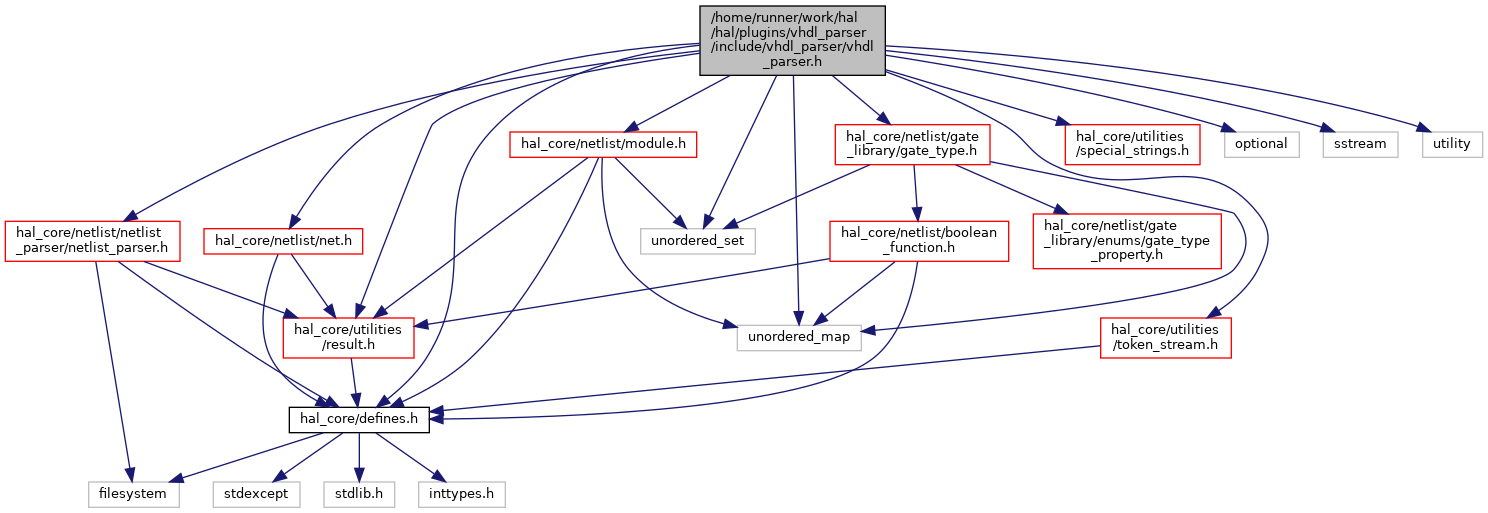 /home/runner/work/hal
/hal/plugins/vhdl_parser
/include/vhdl_parser/vhdl
_parser.h
hal_core/netlist/module.h
hal_core/netlist/gate
_library/gate_type.h
hal_core/utilities
/special_strings.h
optional
sstream
utility
hal_core/netlist/netlist
_parser/netlist_parser.h
hal_core/netlist/net.h
unordered_set
hal_core/netlist/boolean
_function.h
hal_core/netlist/gate
_library/enums/gate_type
_property.h
hal_core/utilities
/result.h
unordered_map
hal_core/utilities
/token_stream.h
hal_core/defines.h
filesystem
stdexcept
stdlib.h
inttypes.h